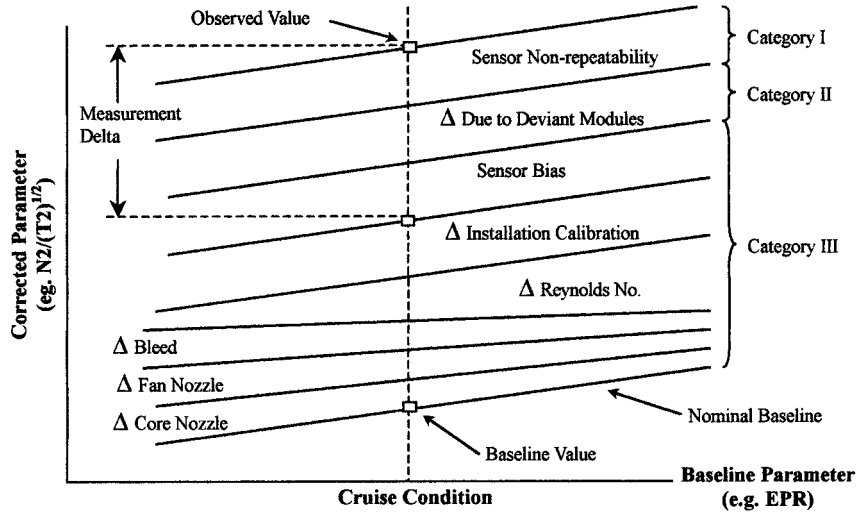 Observed Value
Sensor Non-repeatability
Category I
Measurement
Delta
Category II
Δ Due to Deviant Modules
Sensor Bias
Corrected Parameter
(eg. N2/(T2)^1/2
Δ Installation Calibration
Category III
Δ Reynolds No.
Δ Bleed
Δ Fan Nozzle
Δ Core Nozzle
Nominal Baseline
Baseline Value
Cruise Condition
Baseline Parameter
(e.g. EPR)